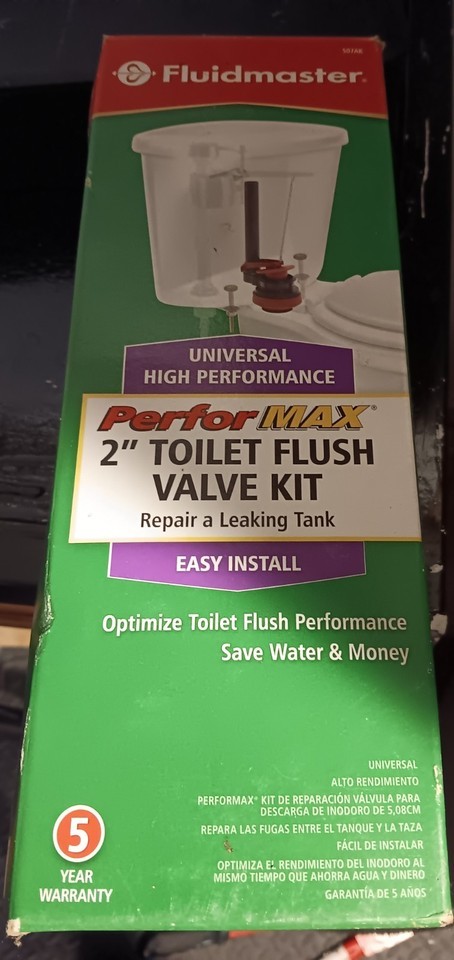 507AK
Fluidmaster®
UNIVERSAL
HIGH PERFORMANCE
PerforMAX®
2” TOILET FLUSH
VALVE KIT
Repair a Leaking Tank
EASY INSTALL
Optimize Toilet Flush Performance
Save Water & Money
UNIVERSAL
ALTO RENDIMIENTO
PERFORMAX® KIT DE REPARACIÓN VÁLVULA PARA
DESCARGA DE INODORO DE 5,08CM
REPARA LAS FUGAS ENTRE EL TANQUE Y LA TAZA
FÁCIL DE INSTALAR
OPTIMIZA EL RENDIMIENTO DEL INODORO AL
MISMO TIEMPO QUE AHORRA AGUA Y DINERO
GARANTÍA DE 5 AÑOS
5
YEAR
WARRANTY